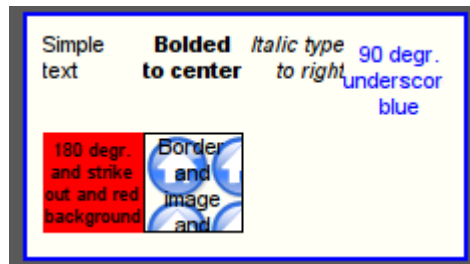 Simple
text
Bolded
to center
Italic type
to right
90 degr.
underscor
blue
180 degr.
and strike
out and red
background
Border
and
image
and